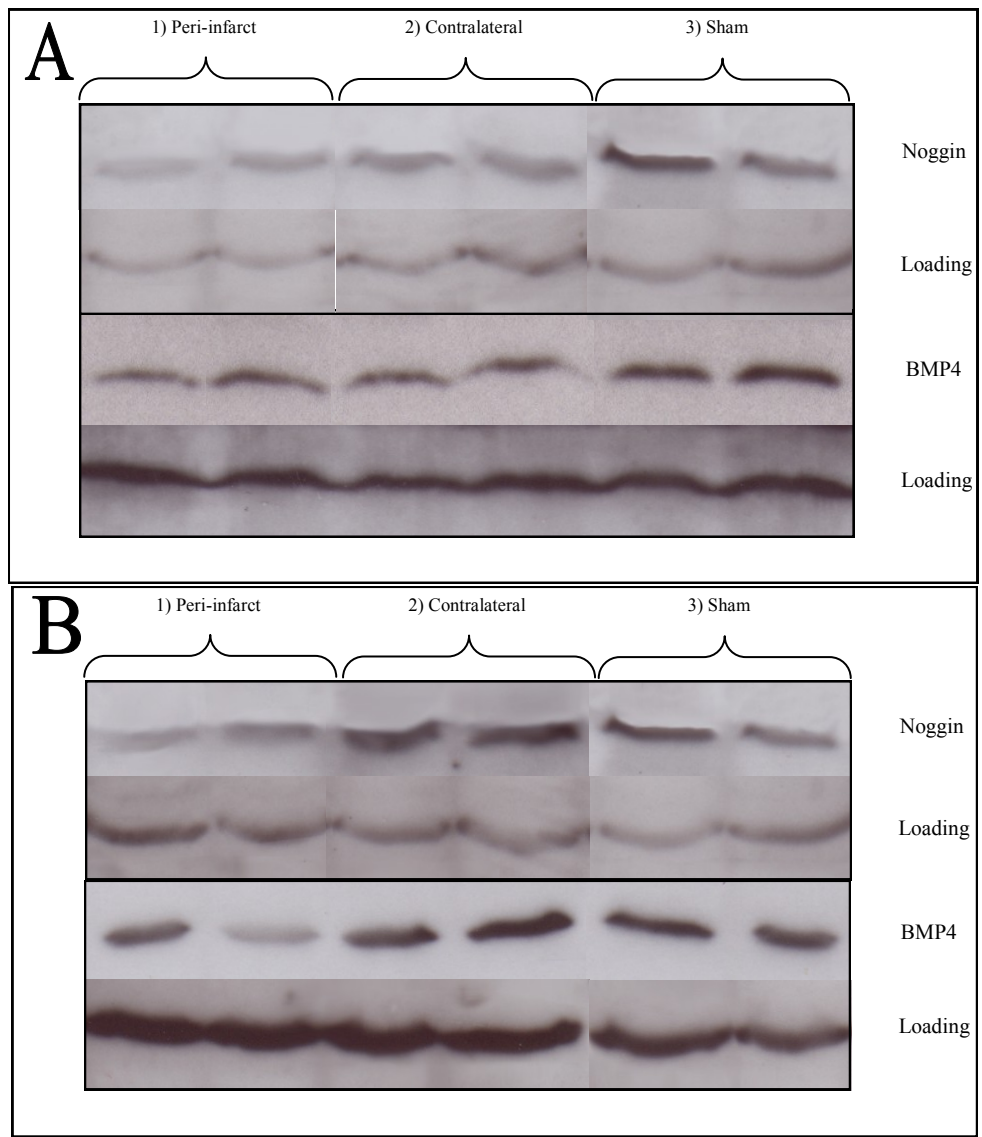 A
1) Peri-infarct 2) Contralateral 3) Sham
Noggin
Loading
BMP4
Loading
B
1) Peri-infarct 2) Contralateral 3) Sham
Noggin
Loading
BMP4
Loading